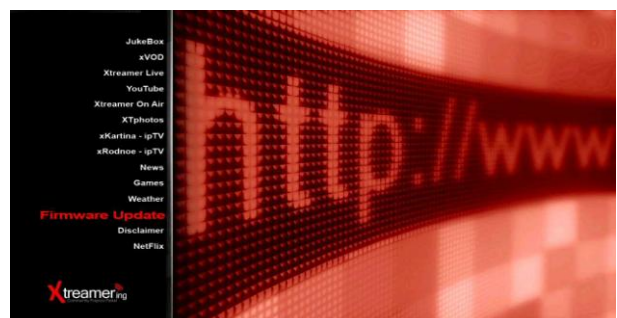 JukeBox
xVOD
Xtreamer Live
YouTube
Xtreamer On Air
XTphotos
xKartina - ipTV
xRodnoe - ipTV
News
Games
Weather
Firmware Update
Disclaimer
NetFlix
Xtreamering
http://www